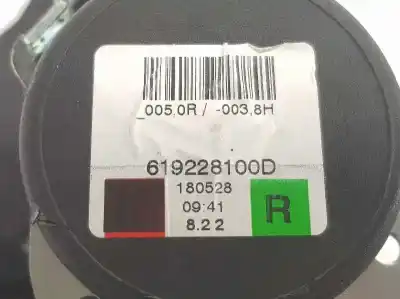 _005,0R / -003,8H
619228100D
180528
09:41
8.2 2
R